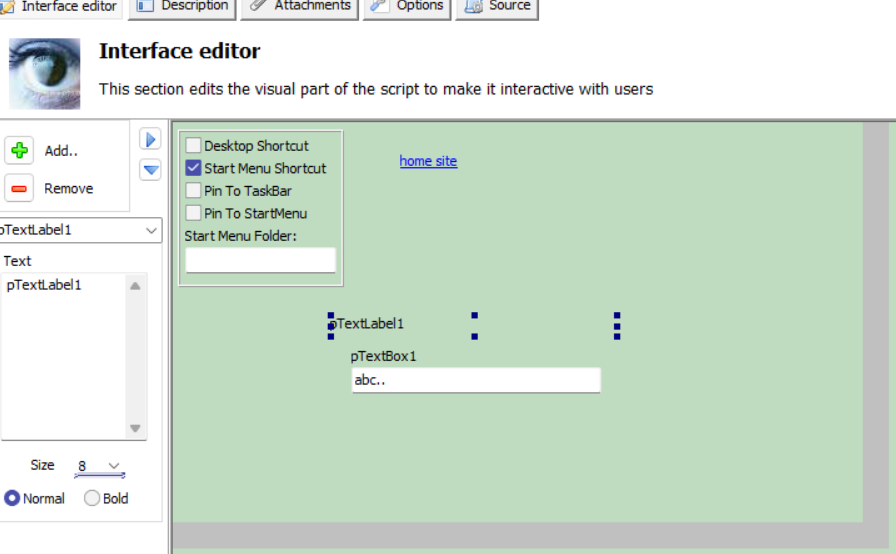 Interface editor
Description
Attachments
Options
Source
Interface editor
This section edits the visual part of the script to make it interactive with users
Add..
Remove
pTextLabel1
Text
pTextLabel1
Size
8
Normal
Bold
Desktop Shortcut
Start Menu Shortcut
Pin To TaskBar
Pin To StartMenu
Start Menu Folder:
home site
pTextLabel1
pTextBox1
abc..